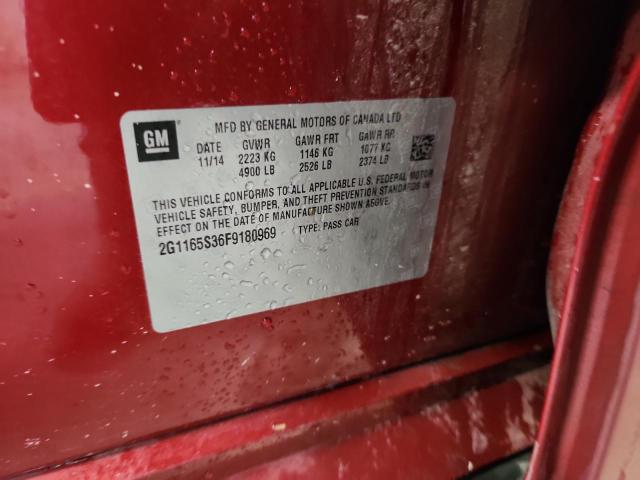 GM
MFD BY GENERAL MOTORS OF CANADA LTD
DATE GVWR GAWR FRT GAWR RR
11/14 2223 KG 1146 KG 1077 KG
4900 LB 2526 LB 2374 LB
THIS VEHICLE CONFORMS TO ALL APPLICABLE U.S. FEDERAL MOTOR
VEHICLE SAFETY, BUMPER, AND THEFT PREVENTION STANDARDS IN
EFFECT ON THE DATE OF MANUFACTURE SHOWN ABOVE.
2G1165S36F9180969 TYPE: PASS CAR